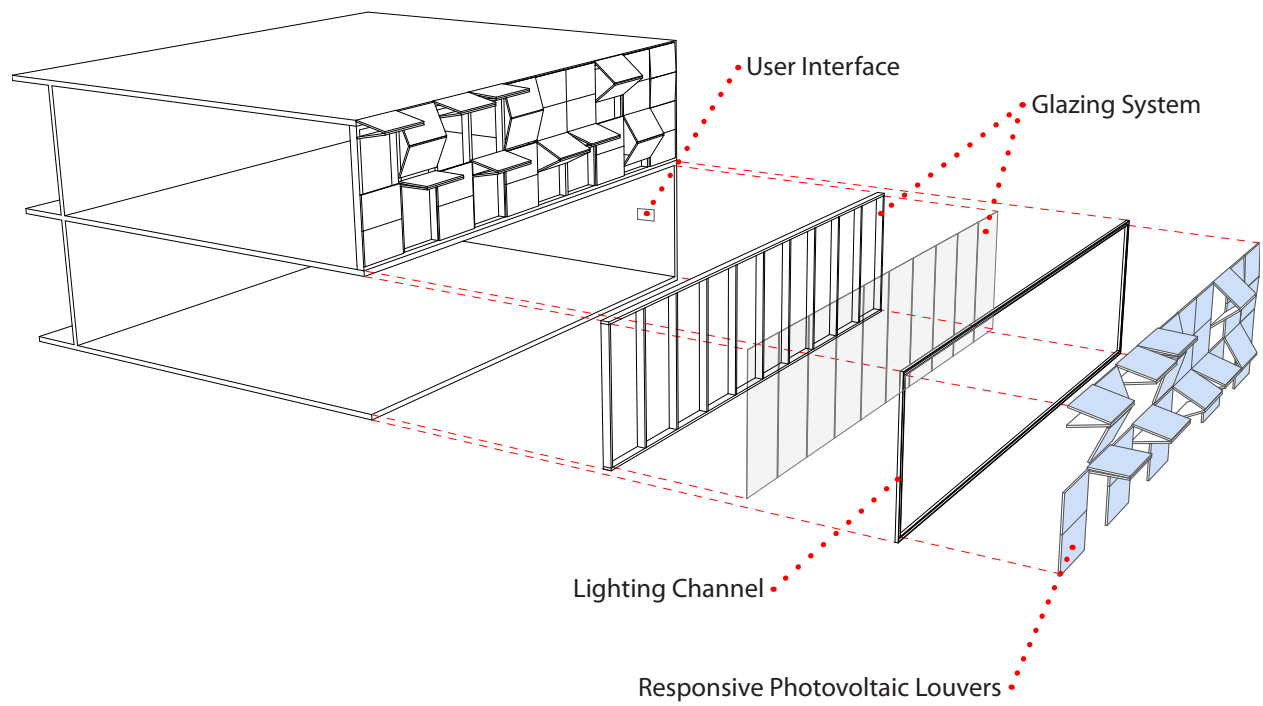 User Interface
Glazing System
Lighting Channel
Responsive Photovoltaic Louvers